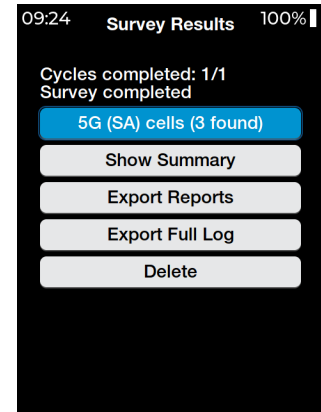 09:24 Survey Results 100%
Cycles completed: 1/1
Survey completed
5G (SA) cells (3 found)
Show Summary
Export Reports
Export Full Log
Delete